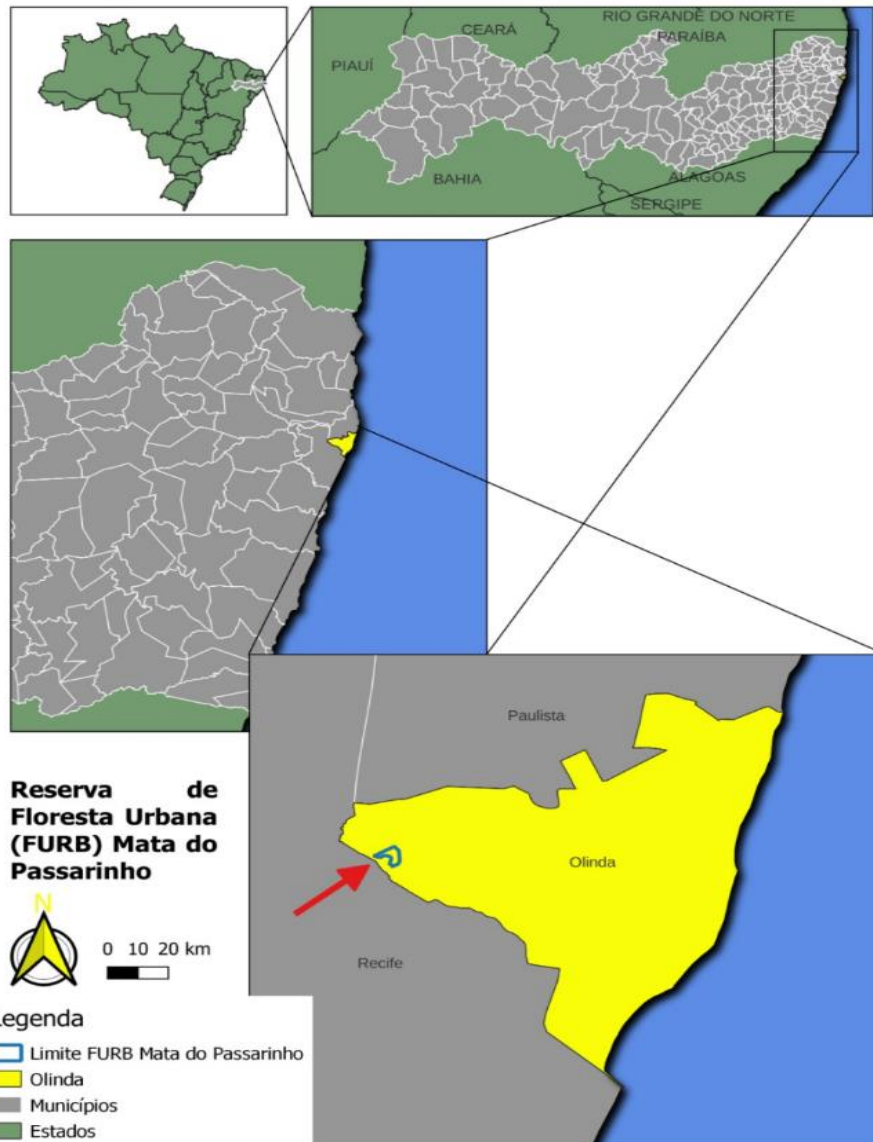 RIO GRANDE DO NORTE
CEARÁ
PARAÍBA
PIAUÍ
BAHIA
ALAGOAS
SERGIPE
Paulista
Olinda
Recife
Reserva de
Floresta Urbana
(FURB) Mata do
Passarinho
N
0 10 20 km
Legenda
Limite FURB Mata do Passarinho
Olinda
Municípios
Estados